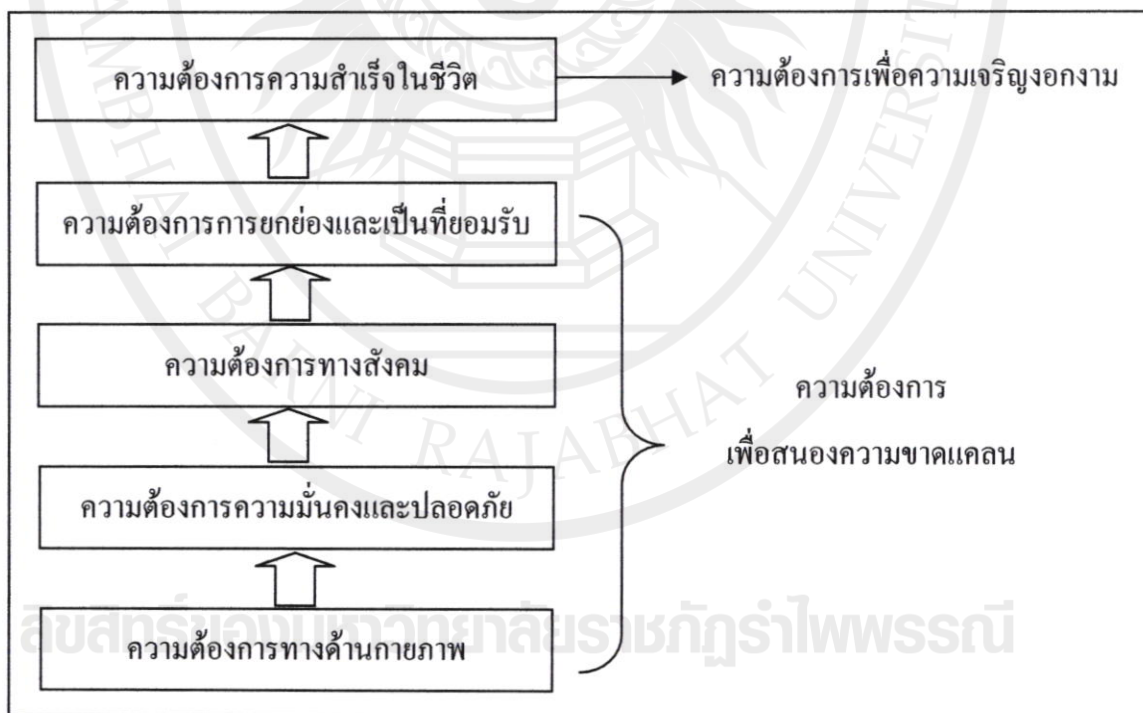 ความต้องการความสำเร็จในชีวิต
ความต้องการเพื่อความเจริญงอกงาม
ความต้องการการยกย่องและเป็นที่ยอมรับ
ความต้องการทางสังคม
ความต้องการ
เพื่อสนองความขาดแคลน
ความต้องการความมั่นคงและปลอดภัย
ความต้องการทางด้านกายภาพ
BARNI RAJABHAT UNIVERSIT
ลิขสิทธิ์ของมหาวิทยาลัยราชภัฏรำไพพรรณี